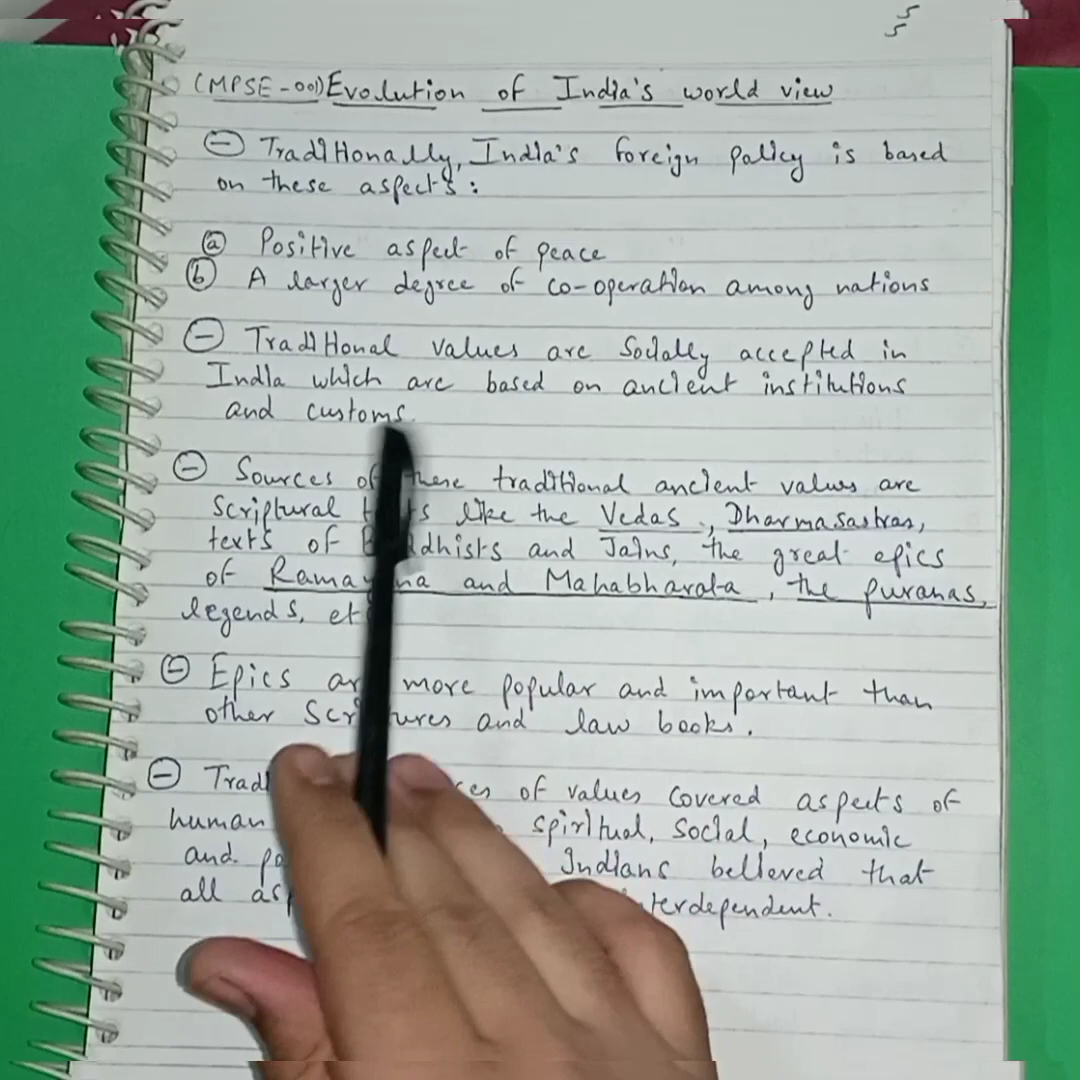 (MPSE-001) Evolution of India's world view
Traditionally, India's foreign policy is based
on these aspects:
(a) Positive aspect of peace
(b) A larger degree of co-operation among nations
Traditional values are socially accepted in
India which are based on ancient institutions
and customs
Sources of these traditional ancient values are
Scriptural like the Vedas, Dharmasastras,
texts of Buddhists and Jains, the great epics
of Ramayana and Mahabharata, the puranas,
legends,
Epics are more popular and important than
other Scriptures and law books.
of values covered aspects of
human spiritual, social, economic
and Indians believed that
all interdependent.